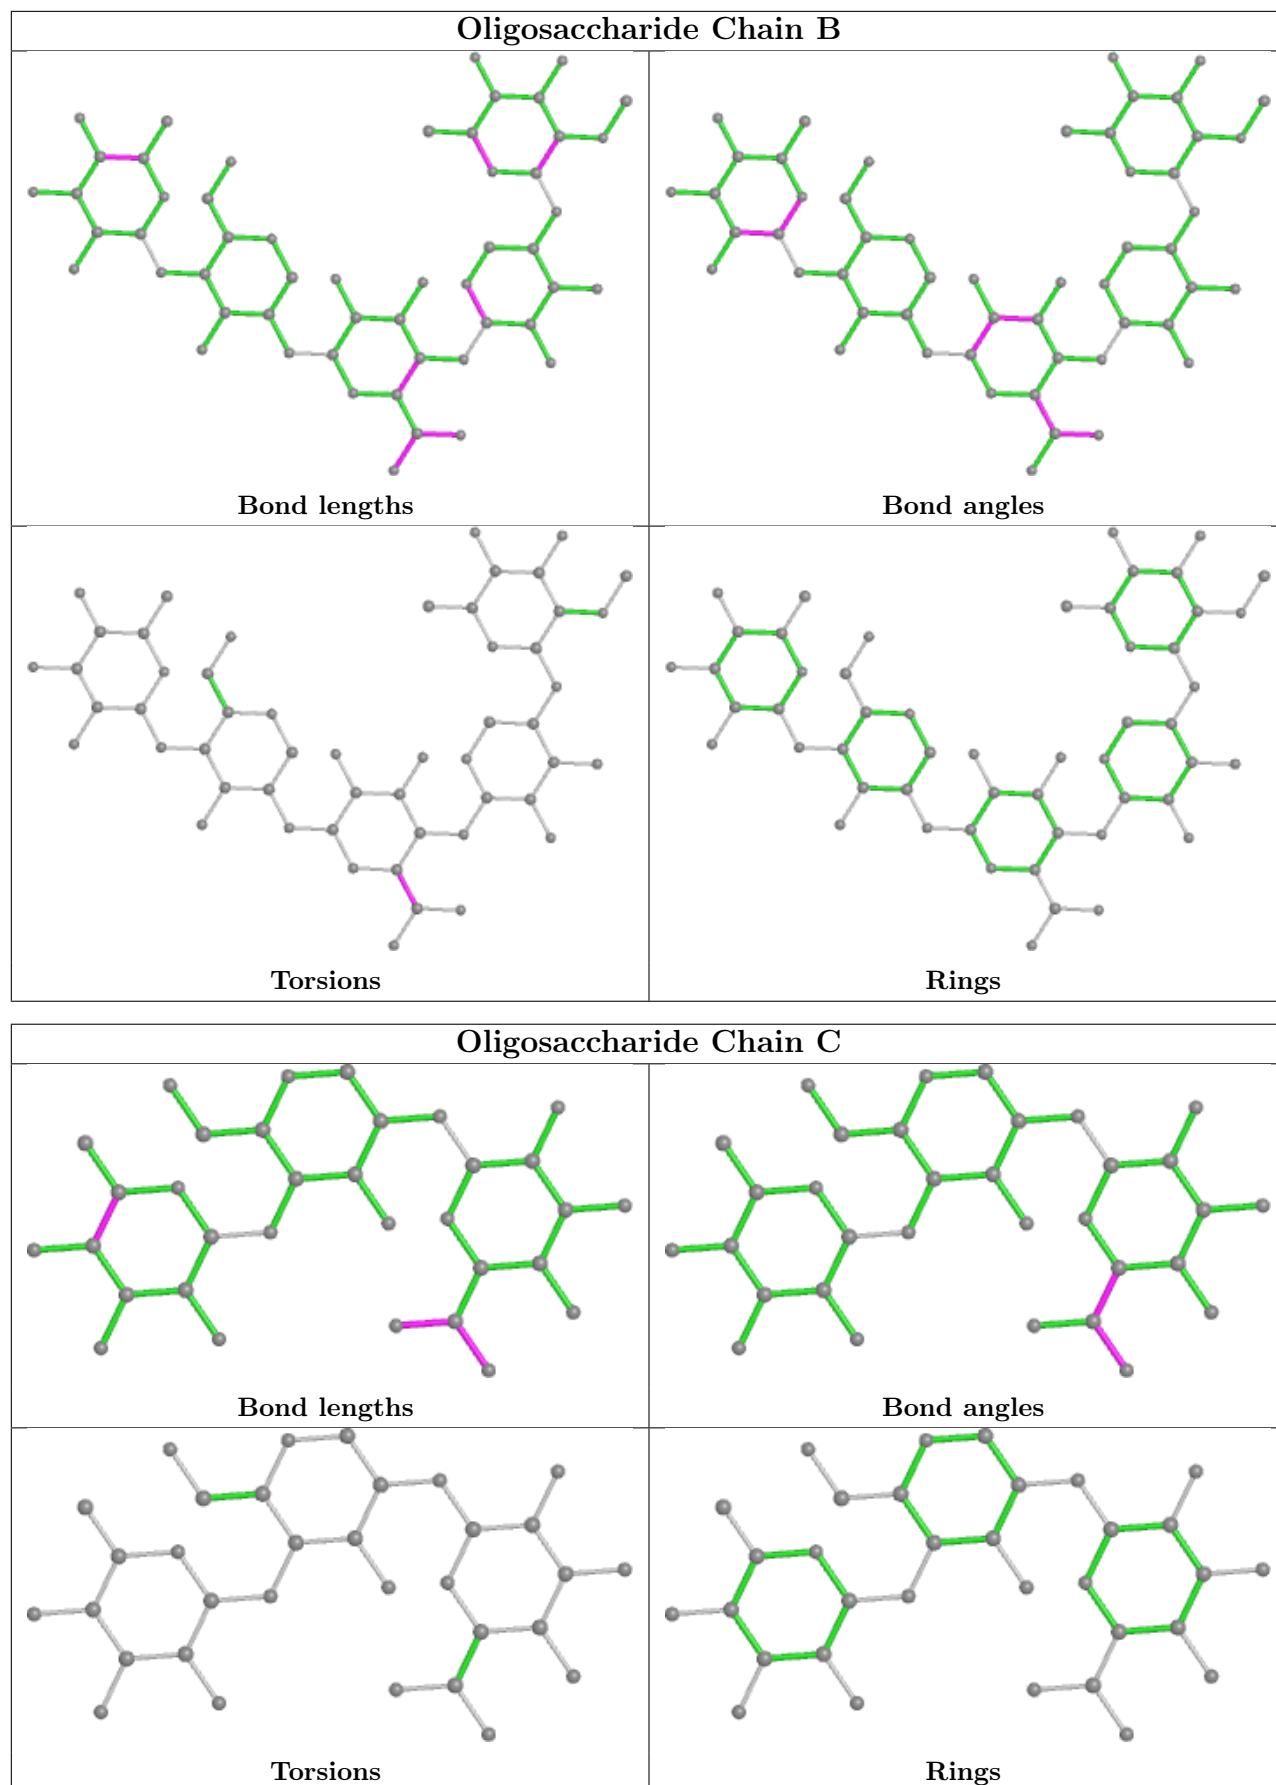 Oligosaccharide Chain B
Bond lengths
Bond angles
Torsions
Rings
Oligosaccharide Chain C
Bond lengths
Bond angles
Torsions
Rings